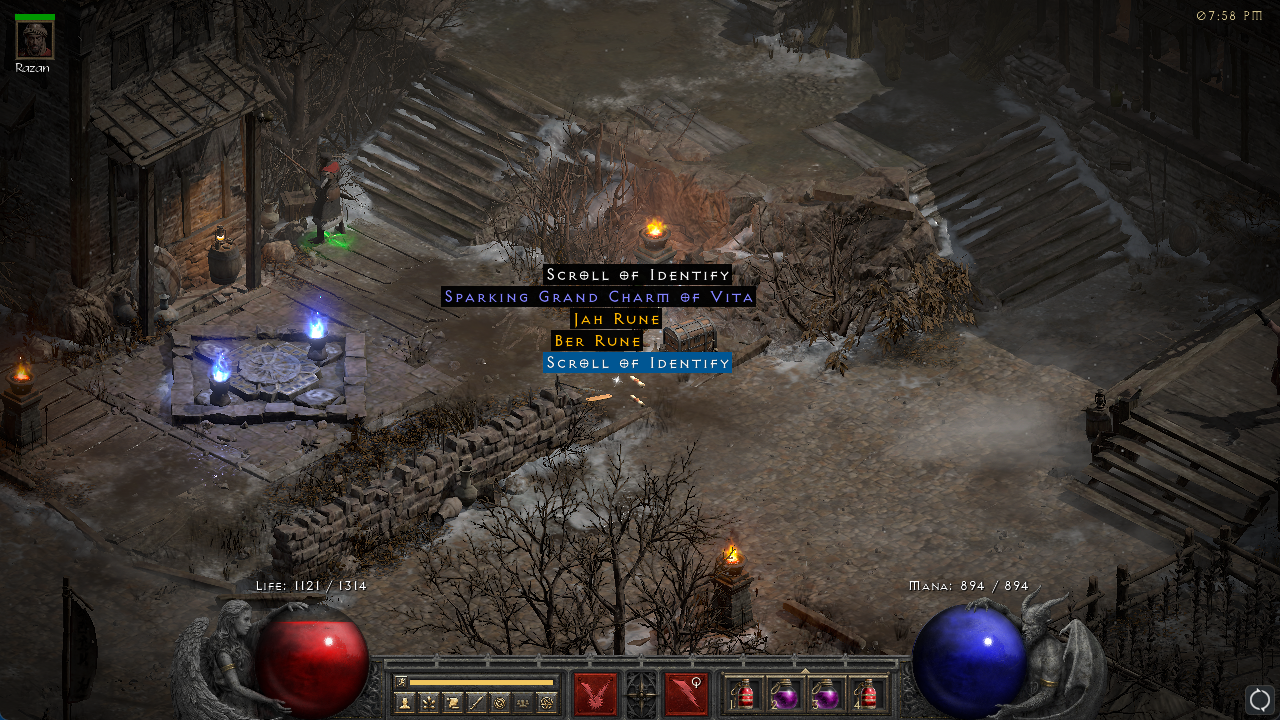 07:58 PM
Razan
Scroll of Identify
Sparking Grand Charm of Vita
Jah Rune
Ber Rune
Scroll of Identify
Life: 1121 / 1314
Mana: 894 / 894
1 2 3 4